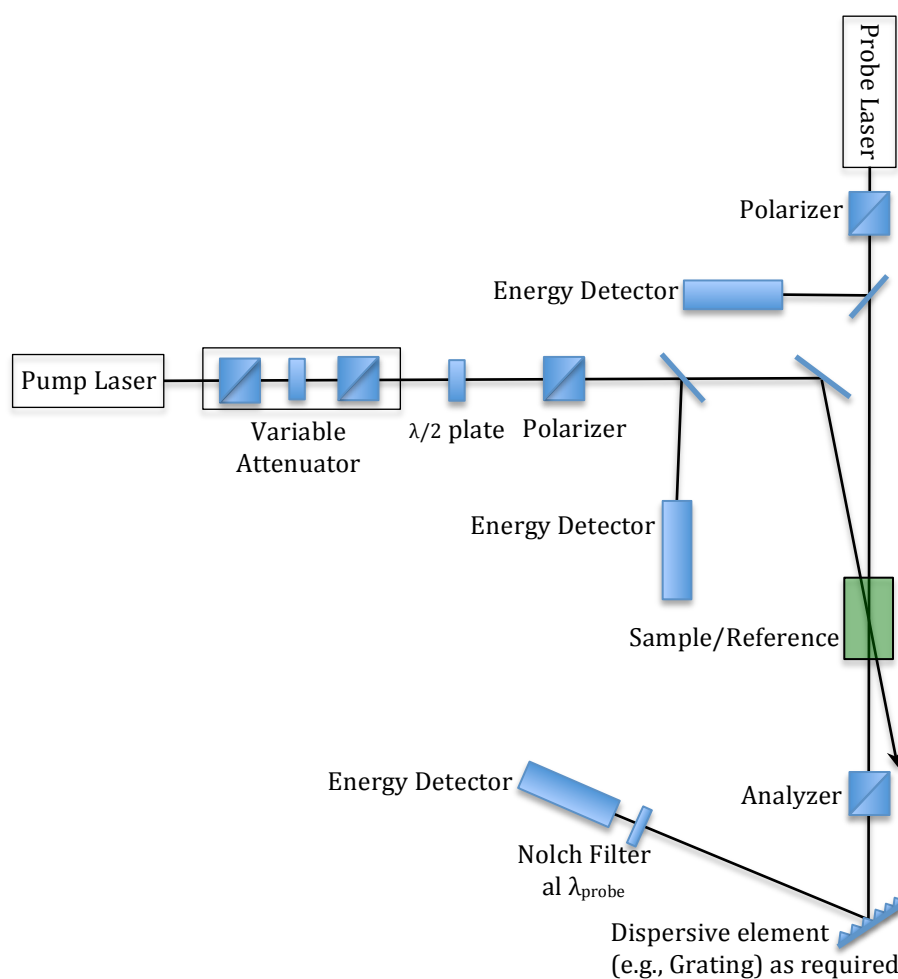 Probe Laser
Polarizer
Energy Detector
Pump Laser
Variable
Attenuator
λ/2 plate
Polarizer
Energy Detector
Sample/Reference
Energy Detector
Analyzer
Nolch Filter
al λprobe
Dispersive element
(e.g., Grating) as required